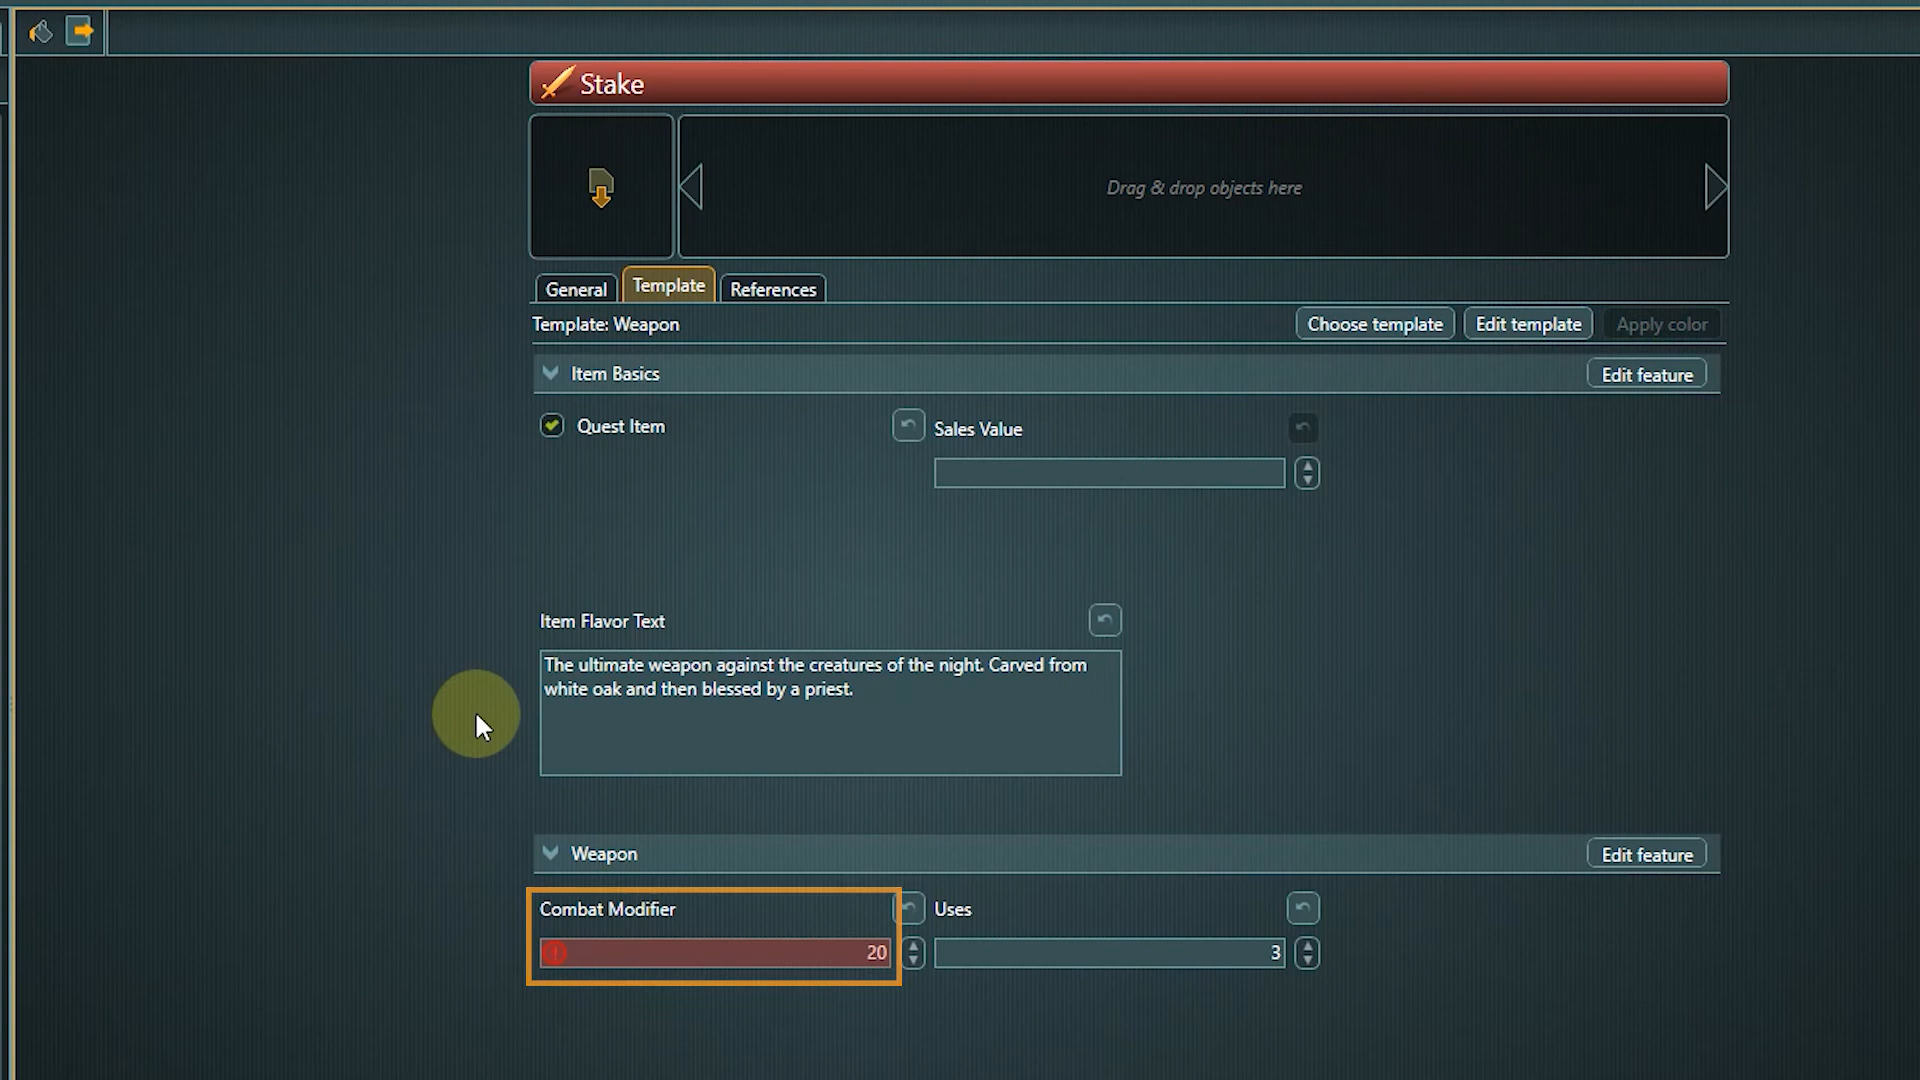 Stake
Drag & drop objects here
General
Template
References
Template: Weapon
Choose template
Edit template
Apply color
Item Basics
Edit feature
Quest Item
Sales Value
Item Flavor Text
The ultimate weapon against the creatures of the night. Carved from
white oak and then blessed by a priest.
Weapon
Edit feature
Combat Modifier
Uses
20
3